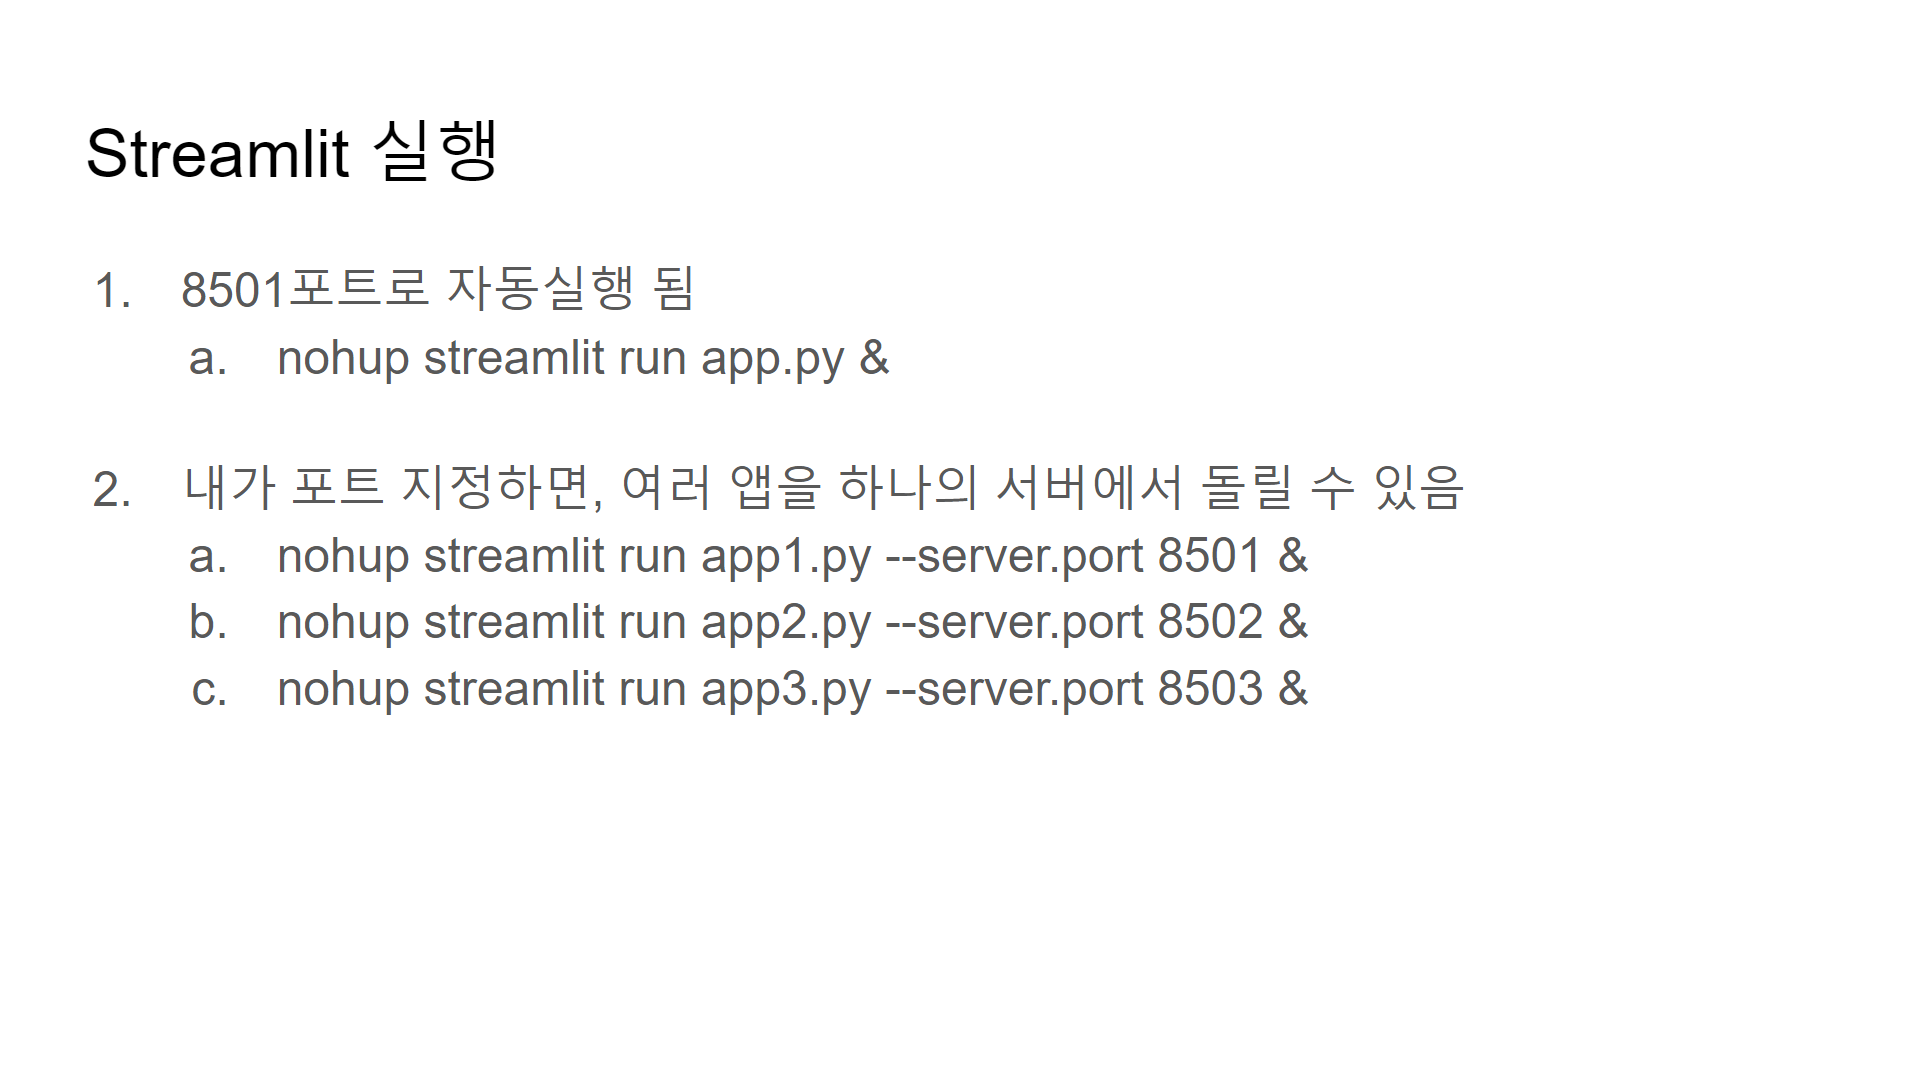 Streamlit 실행
1. 8501포트로 자동실행 됨
a. nohup streamlit run app.py &
2. 내가 포트 지정하면, 여러 앱을 하나의 서버에서 돌릴 수 있음
a. nohup streamlit run app1.py --server.port 8501 &
b. nohup streamlit run app2.py --server.port 8502 &
c. nohup streamlit run app3.py --server.port 8503 &